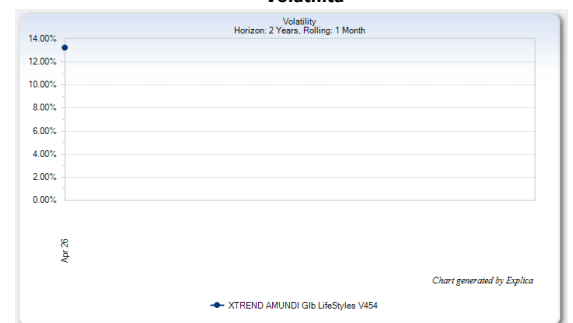 Volatility
Horizon: 2 Years, Rolling: 1 Month
14.00%
12.00%
10.00%
8.00%
6.00%
4.00%
2.00%
0.00%
Apr 26
Chart generated by Explica
XTREND AMUNDI Glb LifeStyles V454